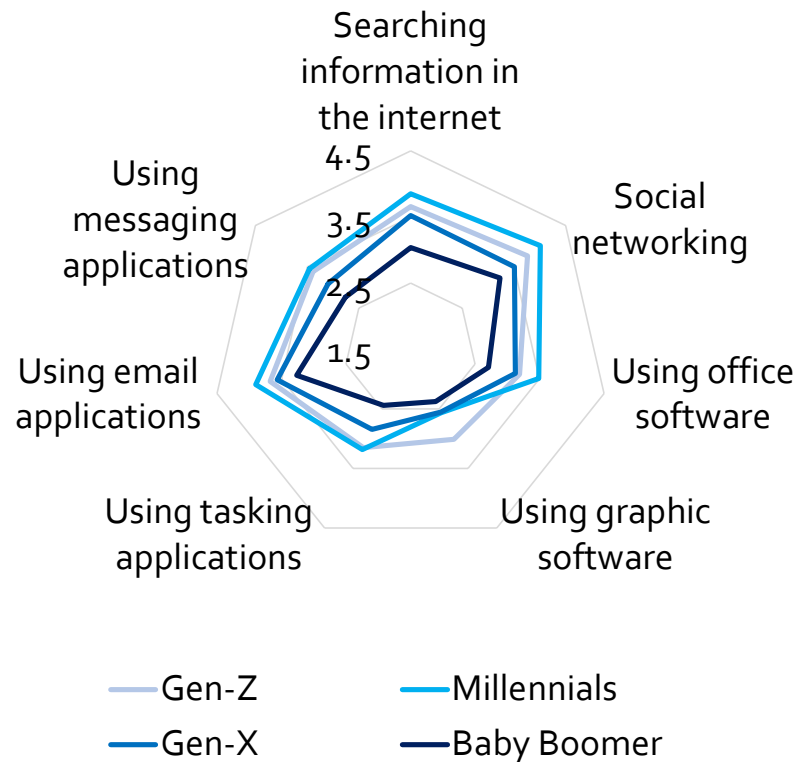 Searching
information in
the internet
4.5
3.5
2.5
1.5
Social
networking
Using office
software
Using graphic
software
Using tasking
applications
Using email
applications
Using
messaging
applications
Gen-Z
Millennials
Gen-X
Baby Boomer